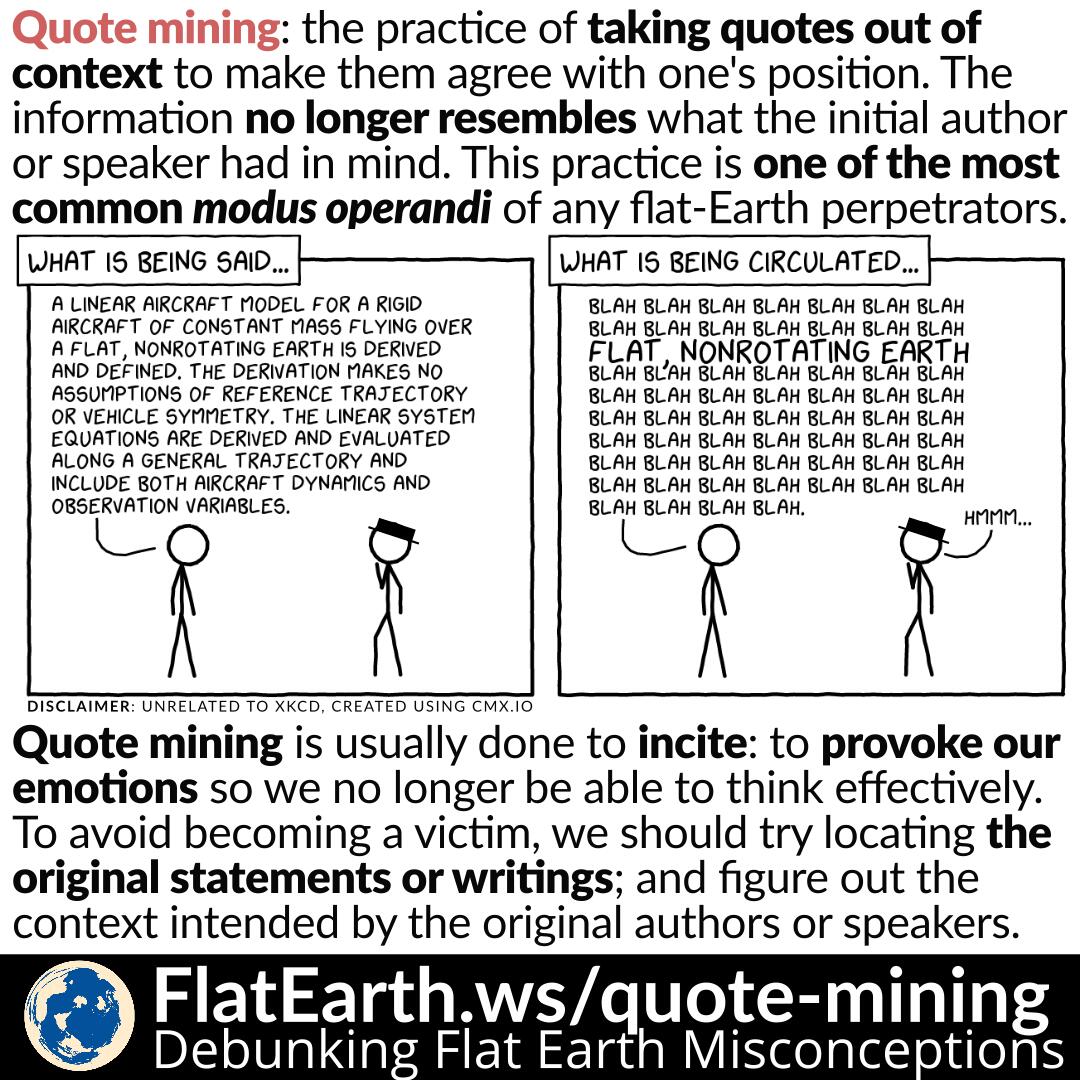 Quote mining: the practice of taking quotes out of
context to make them agree with one's position. The
information no longer resembles what the initial author
or speaker had in mind. This practice is one of the most
common modus operandi of any flat-Earth perpetrators.
WHAT IS BEING SAID...
A LINEAR AIRCRAFT MODEL FOR A RIGID
AIRCRAFT OF CONSTANT MASS FLYING OVER
A FLAT, NONROTATING EARTH IS DERIVED
AND DEFINED. THE DERIVATION MAKES NO
ASSUMPTIONS OF REFERENCE TRAJECTORY
OR VEHICLE SYMMETRY. THE LINEAR SYSTEM
EQUATIONS ARE DERIVED AND EVALUATED
ALONG A GENERAL TRAJECTORY AND
INCLUDE BOTH AIRCRAFT DYNAMICS AND
OBSERVATION VARIABLES.
WHAT IS BEING CIRCULATED...
BLAH BLAH BLAH BLAH BLAH BLAH BLAH
BLAH BLAH BLAH BLAH BLAH BLAH BLAH
FLAT, NONROTATING EARTH
BLAH BLAH BLAH BLAH BLAH BLAH BLAH
BLAH BLAH BLAH BLAH BLAH BLAH BLAH
BLAH BLAH BLAH BLAH BLAH BLAH BLAH
BLAH BLAH BLAH BLAH BLAH BLAH BLAH
BLAH BLAH BLAH BLAH BLAH BLAH BLAH
BLAH BLAH BLAH BLAH BLAH BLAH BLAH
BLAH BLAH BLAH BLAH.
HMMM...
DISCLAIMER: UNRELATED TO XKCD, CREATED USING CMX.IO
Quote mining is usually done to incite: to provoke our
emotions so we no longer be able to think effectively.
To avoid becoming a victim, we should try locating the
original statements or writings; and figure out the
context intended by the original authors or speakers.
FlatEarth.ws/quote-mining
Debunking Flat Earth Misconceptions